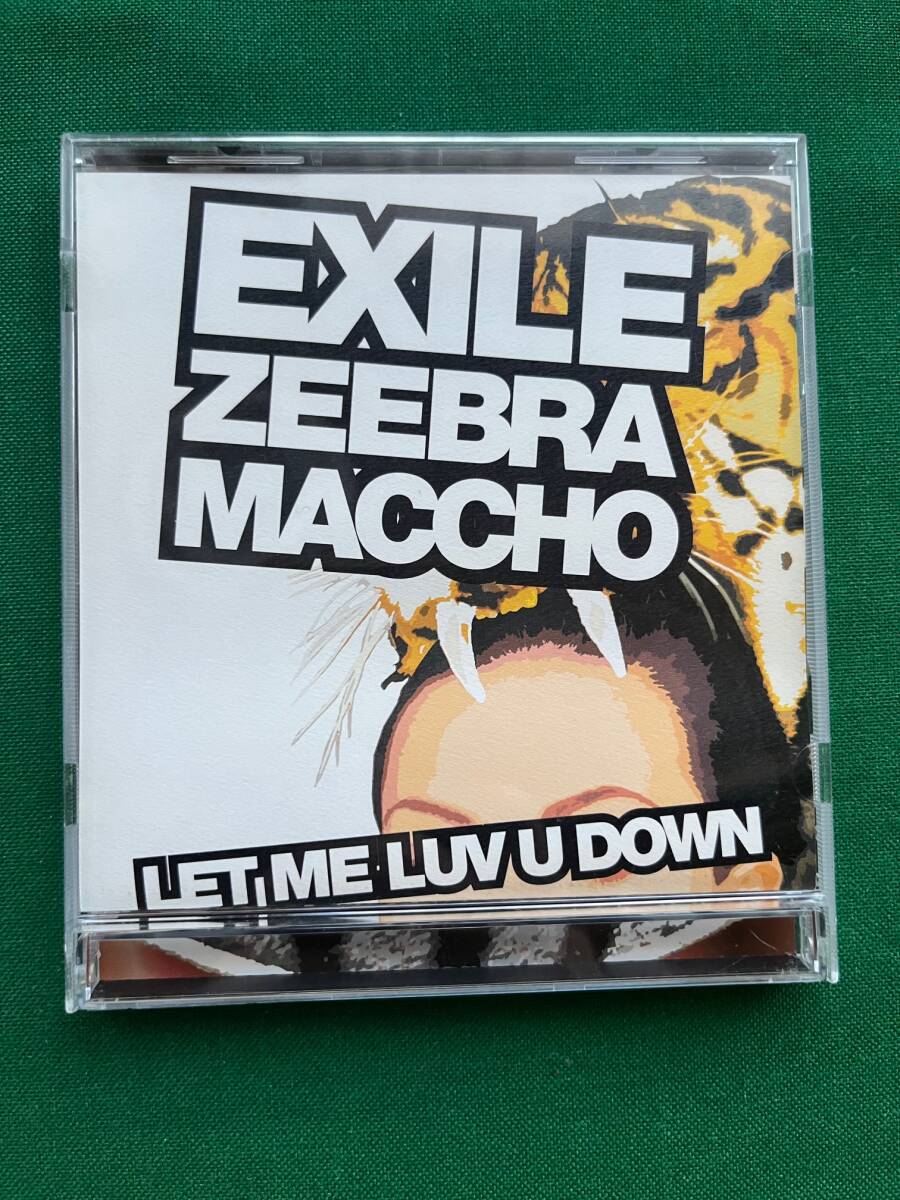 EXILE
ZEEBRA
MACCHO
LET ME LUV U DOWN